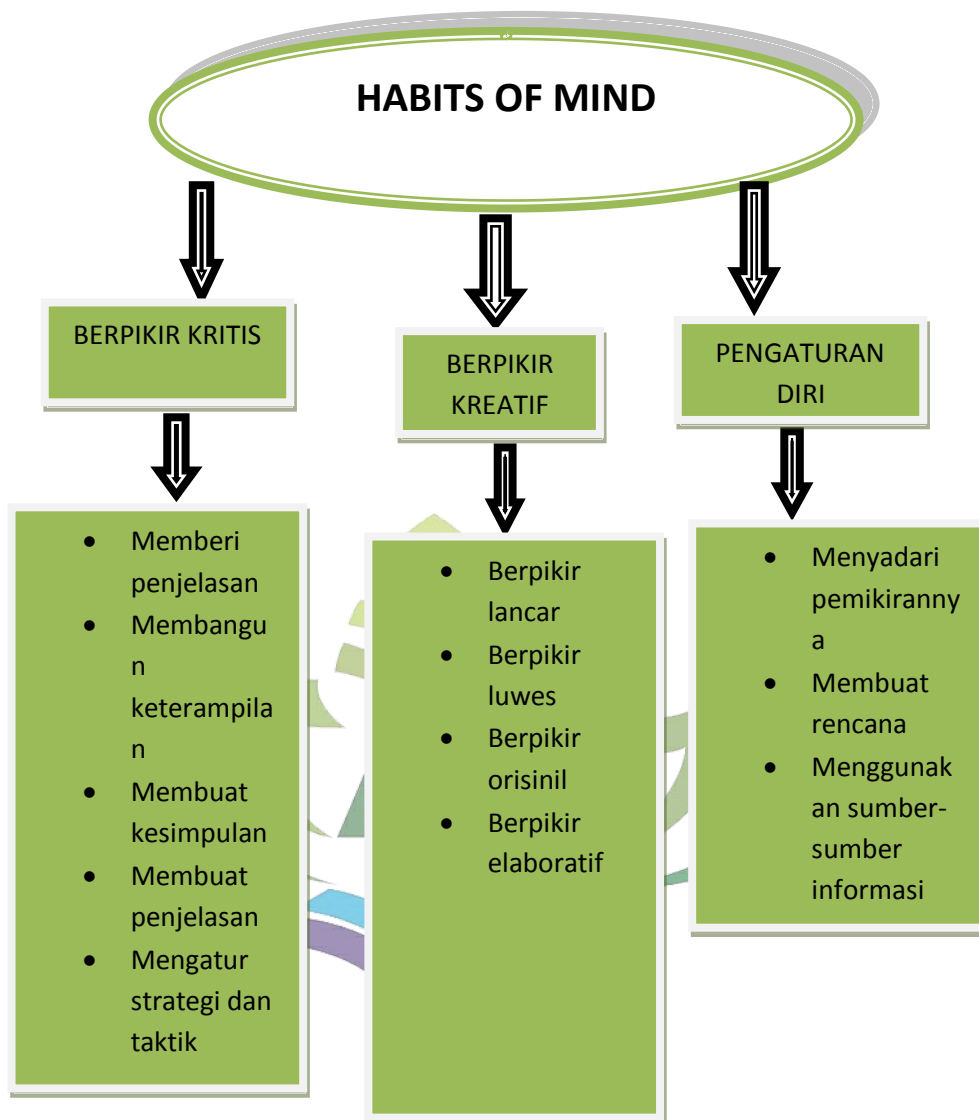 HABITS OF MIND
BERPIKIR KRITIS
BERPIKIR
KREATIF
PENGATURAN
DIRI
• Memberi
penjelasan
• Membangu
n
keterampila
n
• Membuat
kesimpulan
• Membuat
penjelasan
• Mengatur
strategi dan
taktik
• Berpikir
lancar
• Berpikir
luwes
• Berpikir
orisinil
• Berpikir
elaboratif
• Menyadari
pemikiranny
a
• Membuat
rencana
• Menggunak
an sumber-
sumber
informasi